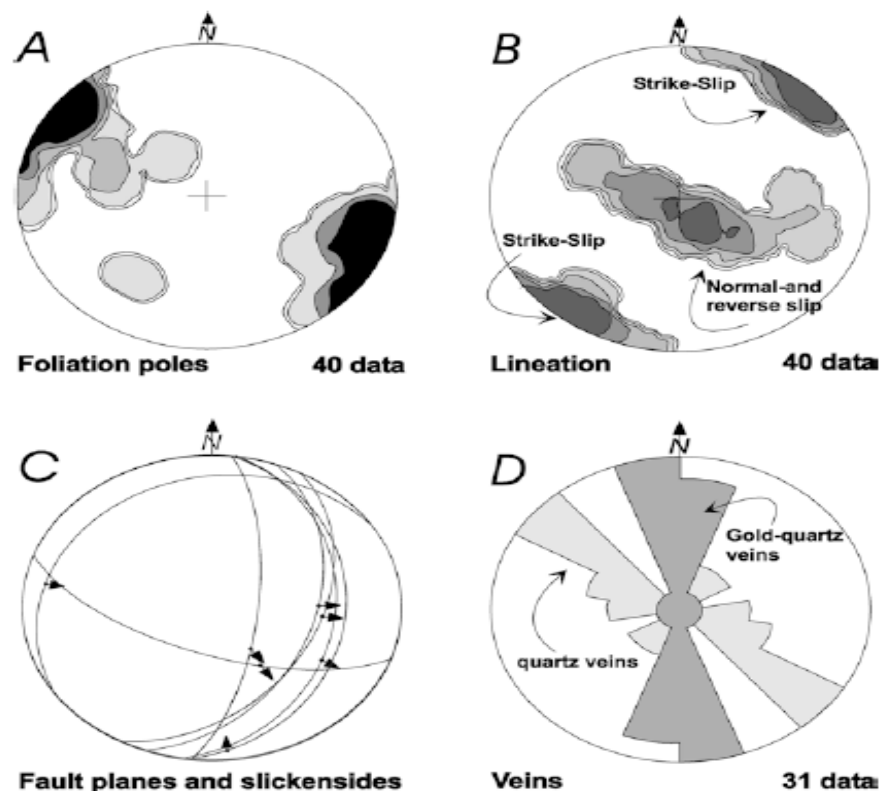 A
N
Foliation poles 40 data
B
N
Strike-Slip
Strike-Slip
Normal-and
reverse slip
Lineation 40 data
C
N
Fault planes and slickensides
D
N
Gold-quartz
veins
quartz veins
Veins 31 data